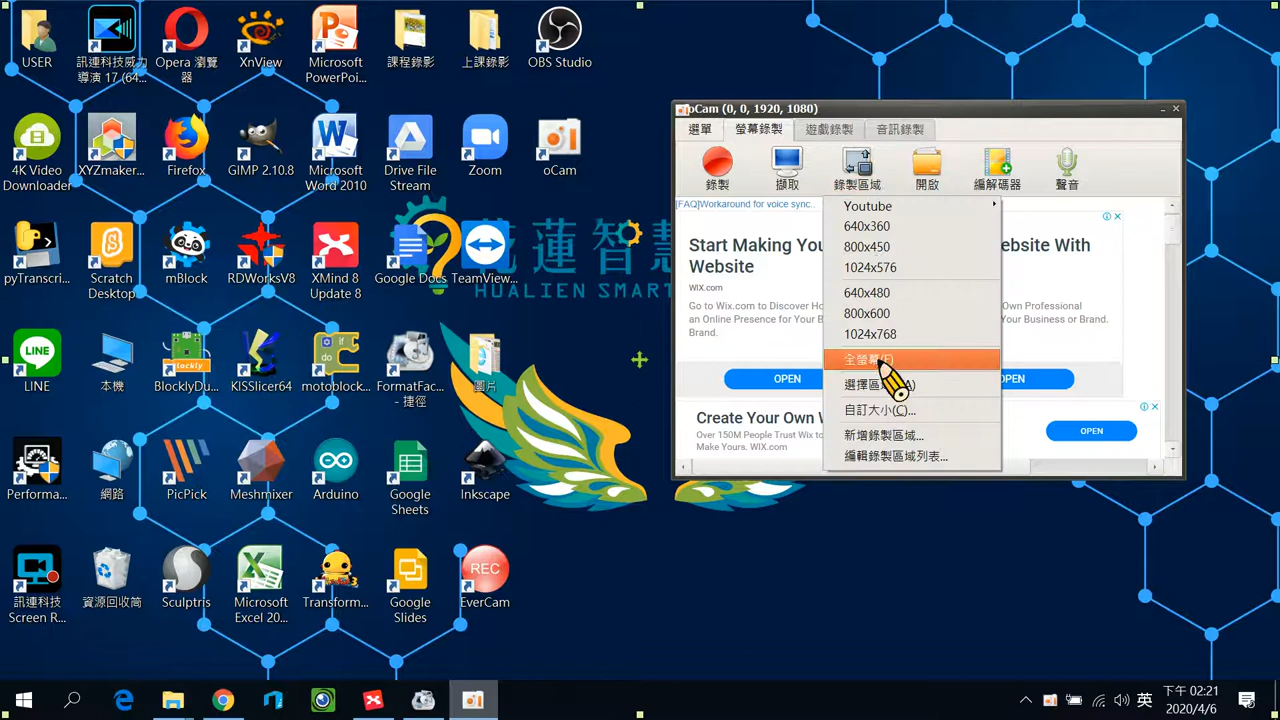 USER
訊連科技威力
導演 17 (64...
Opera 瀏覽
器
XnView
Microsoft
PowerPoi...
課程錄影
上課錄影
OBS Studio
4K Video
Downloader
XYZmaker...
Firefox
GIMP 2.10.8
Microsoft
Word 2010
Drive File
Stream
Zoom
oCam
pyTranscri...
Scratch
Desktop
mBlock
RDWorksV8
XMind 8
Update 8
Google Docs
TeamView...
花蓮智慧
HUALIEN SMART
LINE
本機
BlocklyDu...
KISSlicer64
motoblock...
FormatFac...
- 捷徑
圖片
Performa...
網路
PicPick
Meshmixer
Arduino
Google
Sheets
Inkscape
訊連科技
Screen R...
資源回收筒
Sculptris
Microsoft
Excel 20...
Transform...
Google
Slides
REC
EverCam
oCam (0, 0, 1920, 1080)
選單
螢幕錄製
遊戲錄製
音訊錄製
錄製
擷取
錄製區域
開啟
編解碼器
聲音
[FAQ]Workaround for voice sync..
Start Making You
Website
WIX.com
Go to Wix.com to Discover Ho
an Online Presence for Your B
Brand.
OPEN
Create Your Own W
Over 150M People Trust Wix to
Make Yours. WIX.com
ebsite With
Own Professional
Your Business or Brand.
OPEN
OPEN
Youtube
640x360
800x450
1024x576
640x480
800x600
1024x768
全螢幕(F)
選擇區 A)
自訂大小(C)...
新增錄製區域...
編輯錄製區域列表...
英
下午 02:21
2020/4/6